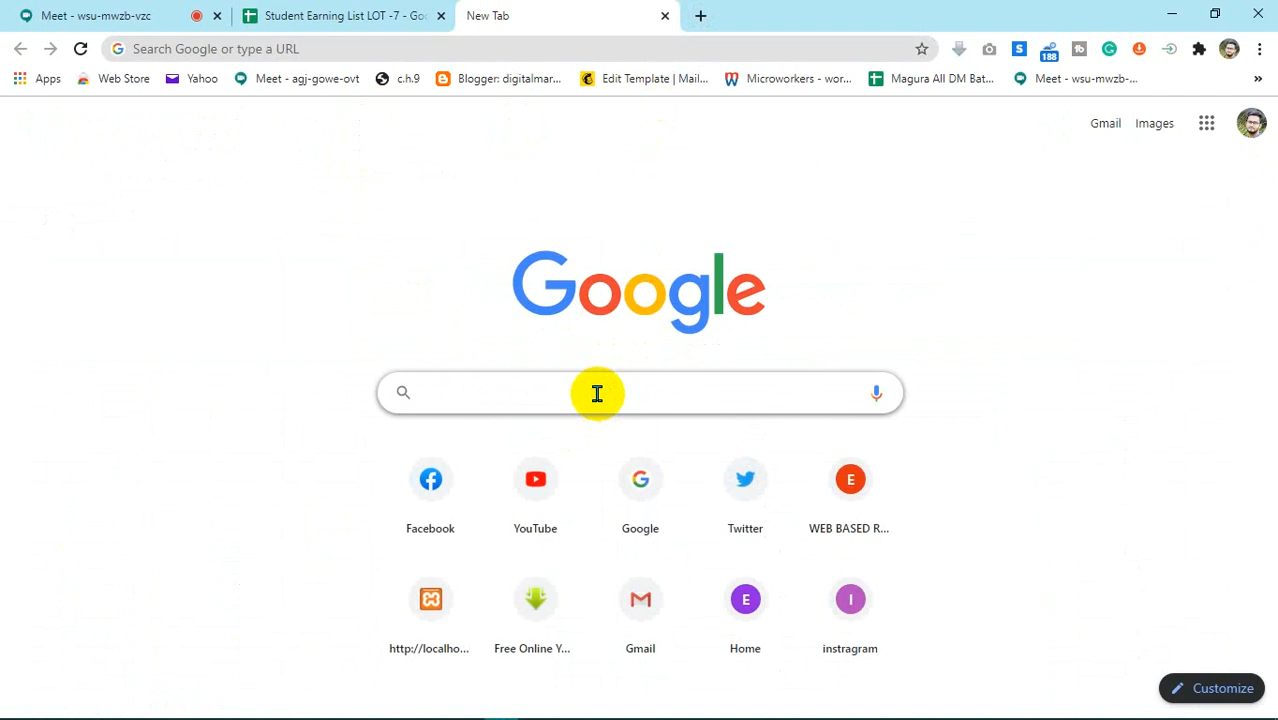 Meet - wsu-mwzb-vzc
Student Earning List LOT -7 - Goo
New Tab
Search Google or type a URL
188
Apps
Web Store
Yahoo
Meet - agj-gowe-ovt
c.h.9
Blogger: digitalmar...
Edit Template | Mail...
Microworkers - wor...
Magura All DM Bat...
Meet - wsu-mwzb-...
Gmail
Images
Google
Facebook
YouTube
Google
Twitter
E
WEB BASED R...
http://localho...
Free Online Y...
Gmail
E
Home
I
instragram
Customize